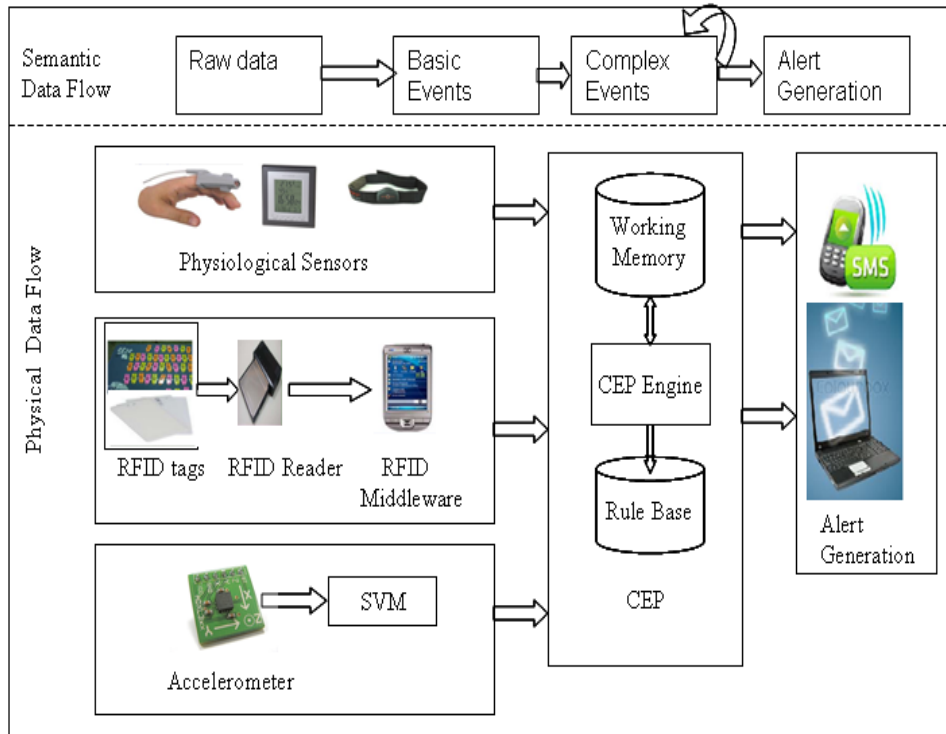 Semantic
Data Flow
Raw data
Basic
Events
Complex
Events
Alert
Generation
Physical Data Flow
Physiological Sensors
RFID tags
RFID Reader
RFID
Middleware
Accelerometer
SVM
Working
Memory
CEP Engine
Rule Base
CEP
SMS
Alert
Generation